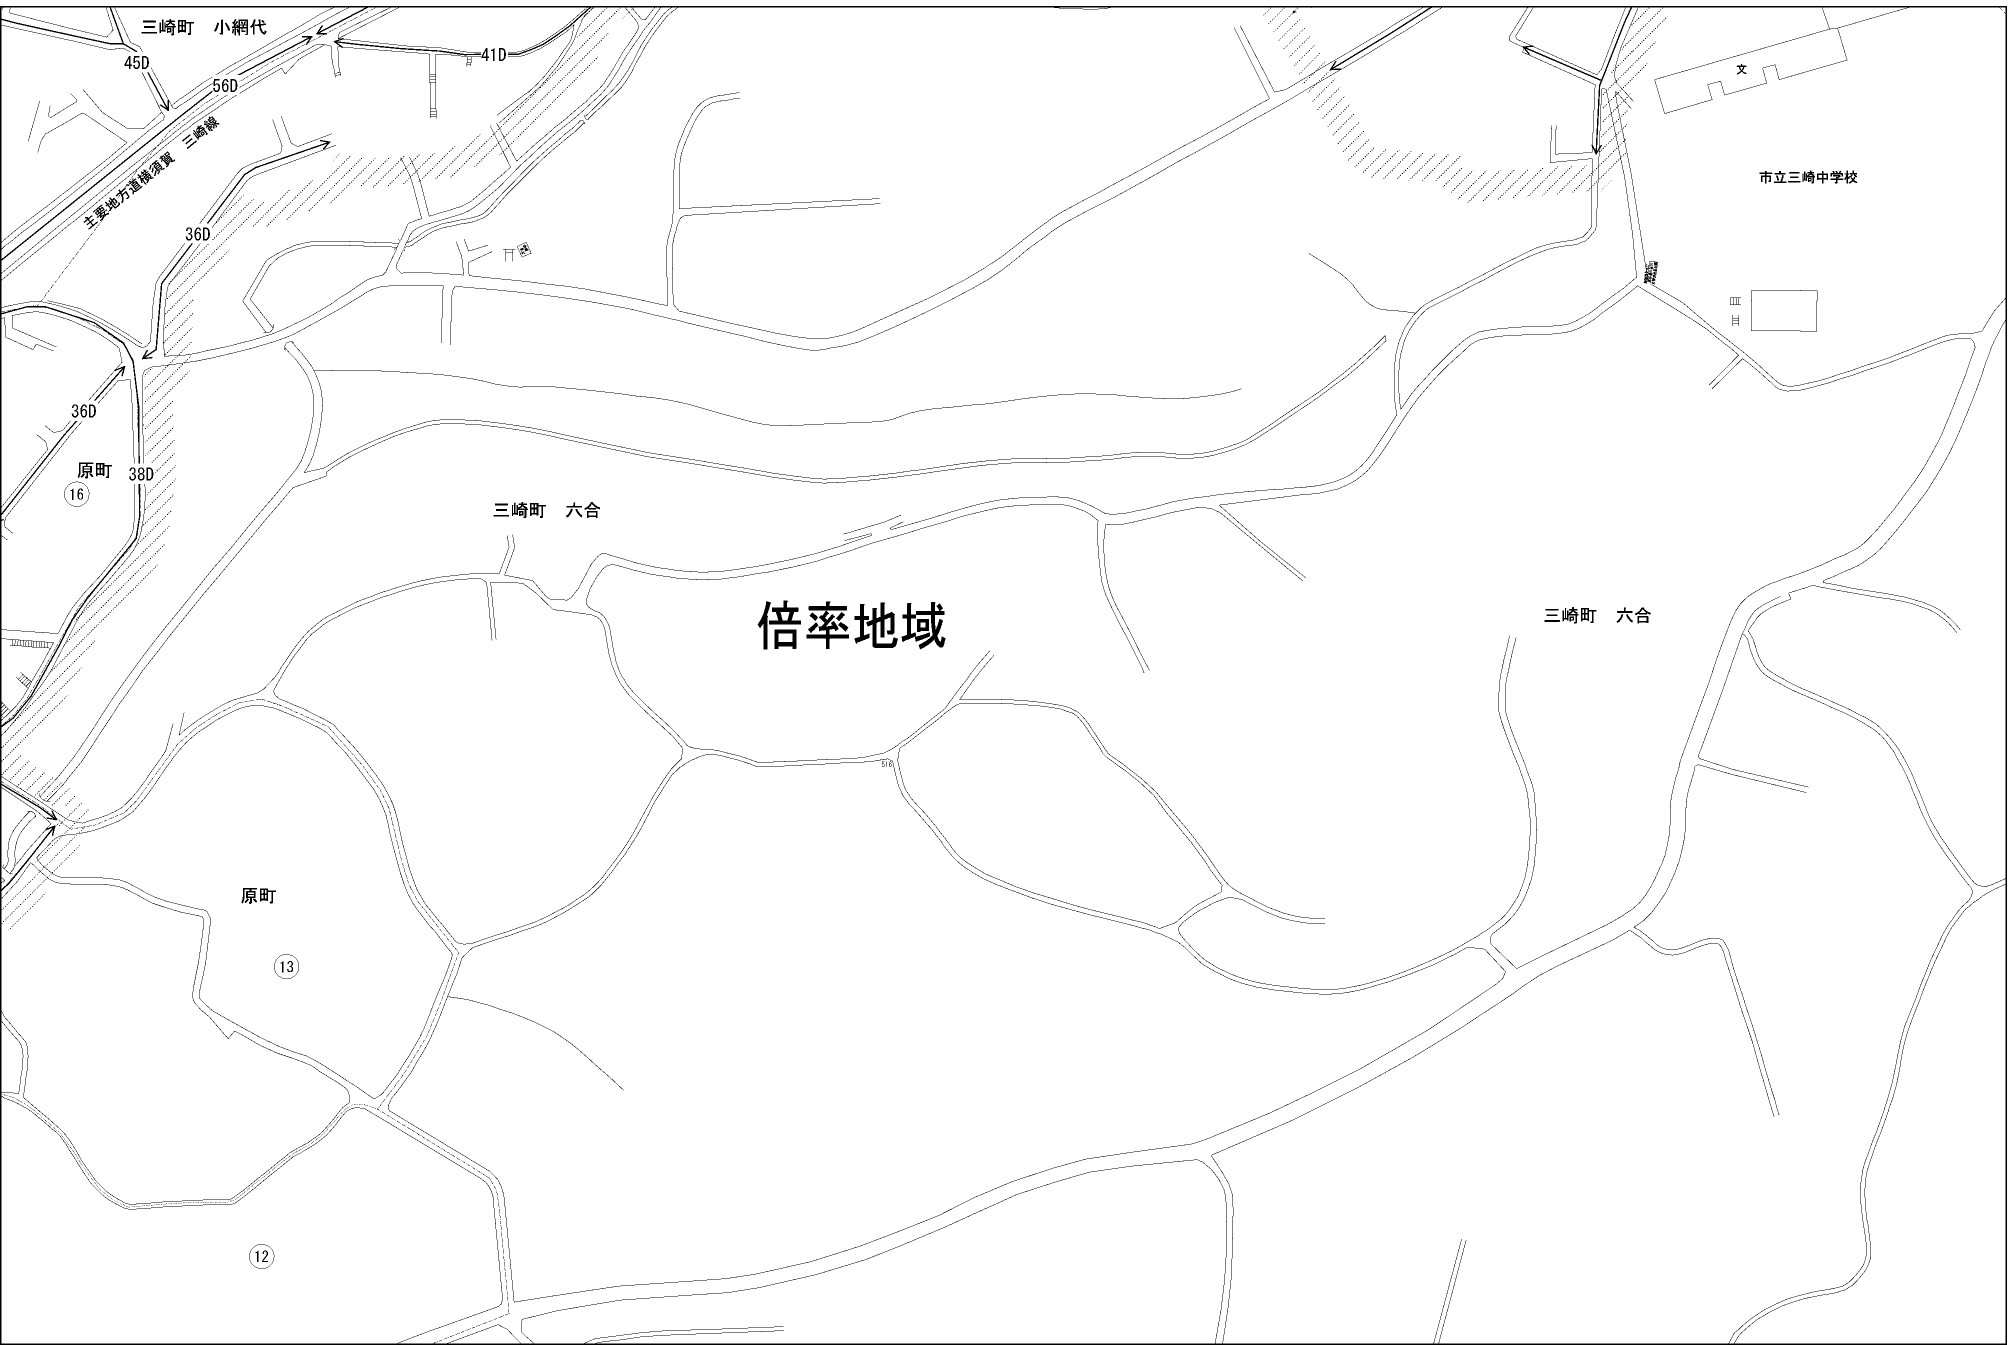 三崎町　小網代
45D
56D
41D
主要地方道横須賀　三崎線
36D
文
市立三崎中学校
36D
原町
16
38D
三崎町　六合
倍率地域
三崎町　六合
516
原町
13
12